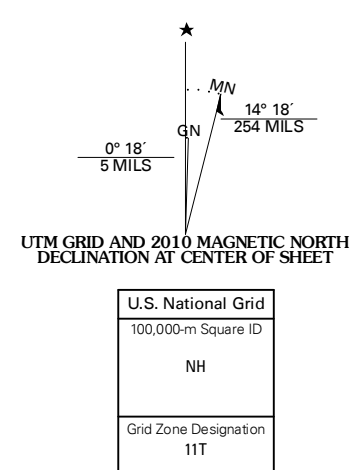 MN
GN
14° 18´
254 MILS
0° 18´
5 MILS
UTM GRID AND 2010 MAGNETIC NORTH
DECLINATION AT CENTER OF SHEET
U.S. National Grid
100,000-m Square ID
NH
Grid Zone Designation
11T